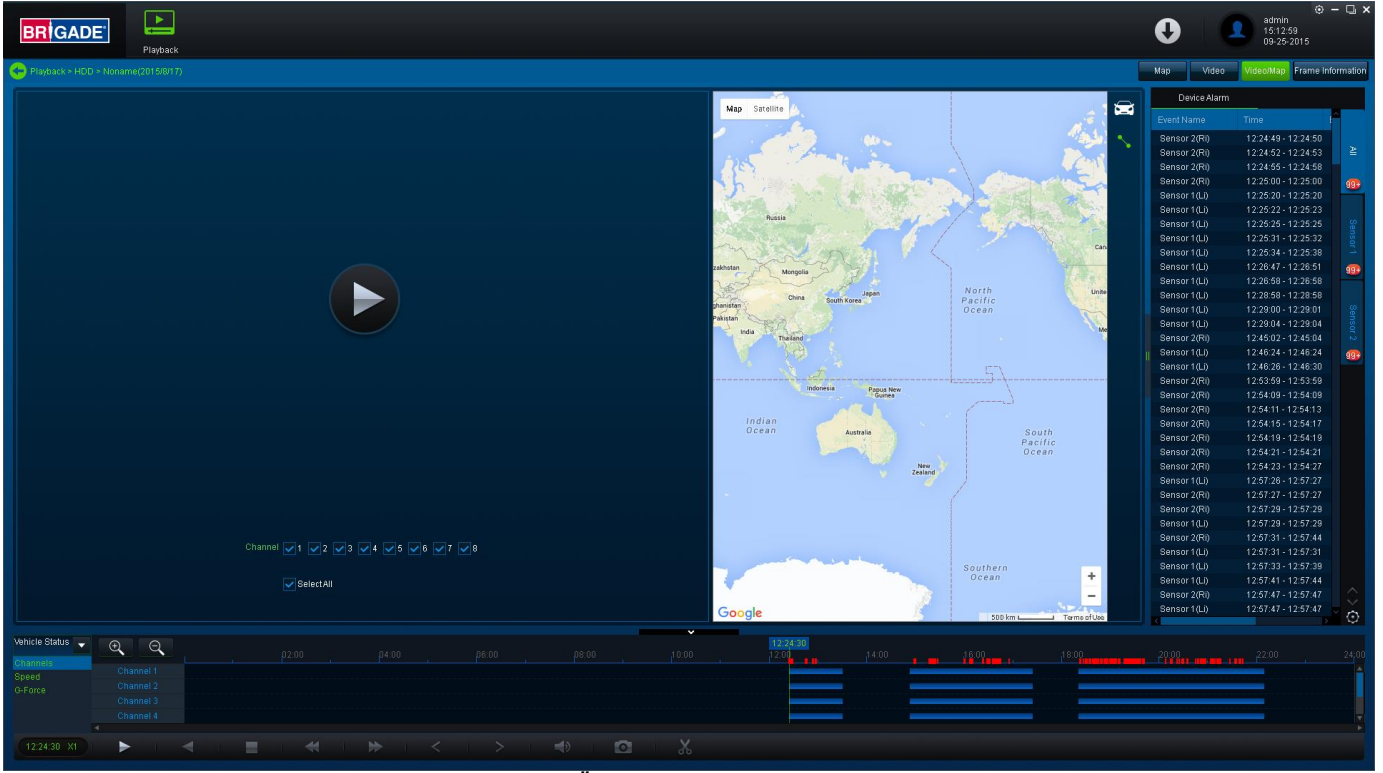 BRIGADE
Playback
admin
15:12:59
09-25-2015
Playback > HDD > Noname(2015/8/17)
Map Video Video/Map Frame Information
Map Satellite
Russia
Can
zakhstan
Mongolia
China
South Korea
Japan
North
Pacific
Ocean
Unite
ghanistan
Pakistan
India
Thailand
Me
Indonesia
Papua New
Guinea
Indian
Ocean
Australia
South
Pacific
Ocean
New
Zealand
Southern
Ocean
+
−
Google
500 km
Terms of Use
Channel 1 2 3 4 5 6 7 8
SelectAll
Device Alarm
Event Name Time
Sensor 2(Ri) 12:24:49 - 12:24:50
Sensor 2(Ri) 12:24:52 - 12:24:53
Sensor 2(Ri) 12:24:55 - 12:24:58
Sensor 2(Ri) 12:25:00 - 12:25:00
Sensor 1(Li) 12:25:20 - 12:25:20
Sensor 1(Li) 12:25:22 - 12:25:23
Sensor 1(Li) 12:25:25 - 12:25:25
Sensor 1(Li) 12:25:31 - 12:25:32
Sensor 1(Li) 12:25:34 - 12:25:38
Sensor 1(Li) 12:26:47 - 12:26:51
Sensor 1(Li) 12:26:58 - 12:26:58
Sensor 1(Li) 12:28:58 - 12:28:58
Sensor 1(Li) 12:29:00 - 12:29:01
Sensor 1(Li) 12:29:04 - 12:29:04
Sensor 2(Ri) 12:45:02 - 12:45:04
Sensor 1(Li) 12:46:24 - 12:46:24
Sensor 1(Li) 12:46:26 - 12:46:30
Sensor 2(Ri) 12:53:59 - 12:53:59
Sensor 2(Ri) 12:54:09 - 12:54:09
Sensor 2(Ri) 12:54:11 - 12:54:13
Sensor 2(Ri) 12:54:15 - 12:54:17
Sensor 2(Ri) 12:54:19 - 12:54:19
Sensor 2(Ri) 12:54:21 - 12:54:21
Sensor 2(Ri) 12:54:23 - 12:54:27
Sensor 1(Li) 12:57:26 - 12:57:27
Sensor 2(Ri) 12:57:27 - 12:57:27
Sensor 2(Ri) 12:57:29 - 12:57:29
Sensor 1(Li) 12:57:29 - 12:57:29
Sensor 2(Ri) 12:57:31 - 12:57:44
Sensor 1(Li) 12:57:31 - 12:57:31
Sensor 1(Li) 12:57:33 - 12:57:39
Sensor 1(Li) 12:57:41 - 12:57:44
Sensor 2(Ri) 12:57:47 - 12:57:47
Sensor 1(Li) 12:57:47 - 12:57:47
All
99+
Sensor 1
99+
Sensor 2
99+
Vehicle Status
Channels
Speed
G-Force
12:24:30
02:00 04:00 06:00 08:00 10:00 12:00 14:00 16:00 18:00 20:00 22:00 24:00
Channel 1
Channel 2
Channel 3
Channel 4
12:24:30 X1